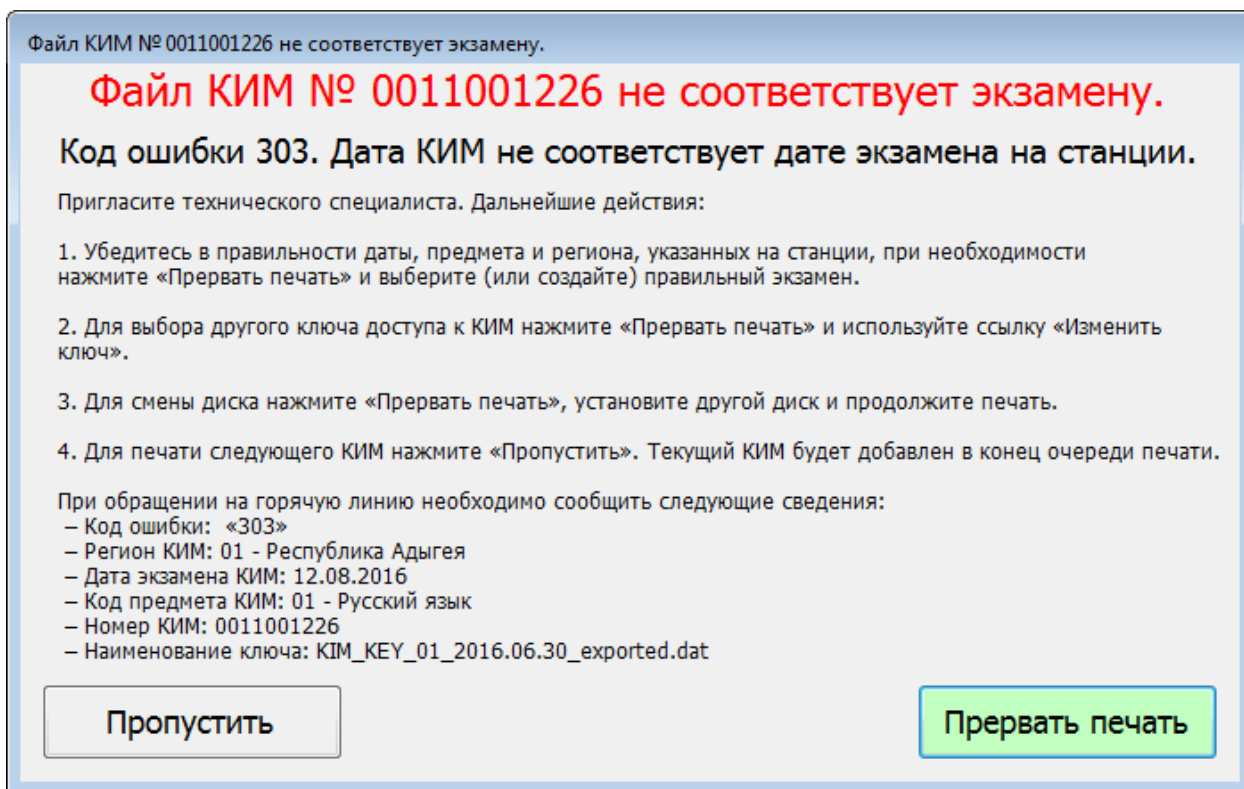 Файл КИМ № 0011001226 не соответствует экзамену.
Файл КИМ № 0011001226 не соответствует экзамену.
Код ошибки 303. Дата КИМ не соответствует дате экзамена на станции.
Пригласите технического специалиста. Дальнейшие действия:
1. Убедитесь в правильности даты, предмета и региона, указанных на станции, при необходимости
нажмите «Прервать печать» и выберите (или создайте) правильный экзамен.
2. Для выбора другого ключа доступа к КИМ нажмите «Прервать печать» и используйте ссылку «Изменить
ключ».
3. Для смены диска нажмите «Прервать печать», установите другой диск и продолжите печать.
4. Для печати следующего КИМ нажмите «Пропустить». Текущий КИМ будет добавлен в конец очереди печати.
При обращении на горячую линию необходимо сообщить следующие сведения:
– Код ошибки: «303»
– Регион КИМ: 01 - Республика Адыгея
– Дата экзамена КИМ: 12.08.2016
– Код предмета КИМ: 01 - Русский язык
– Номер КИМ: 0011001226
– Наименование ключа: KIM_KEY_01_2016.06.30_exported.dat
Пропустить
Прервать печать